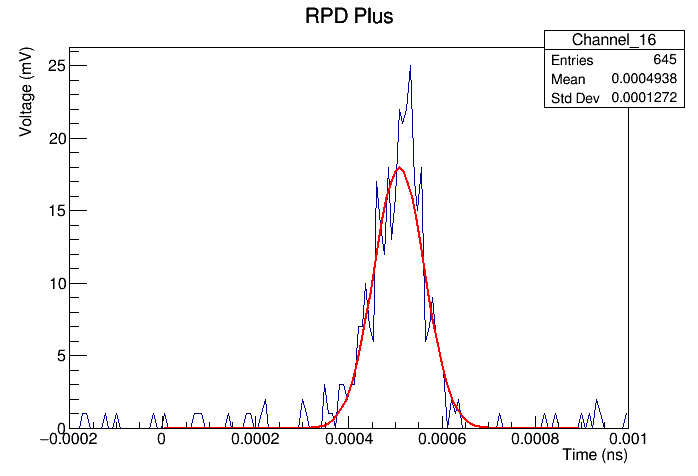 RPD Plus
Channel_16
Entries 645
Mean 0.0004938
Std Dev 0.0001272
Voltage (mV)
25
20
15
10
5
0
−0.0002 0 0.0002 0.0004 0.0006 0.0008 0.001
Time (ns)